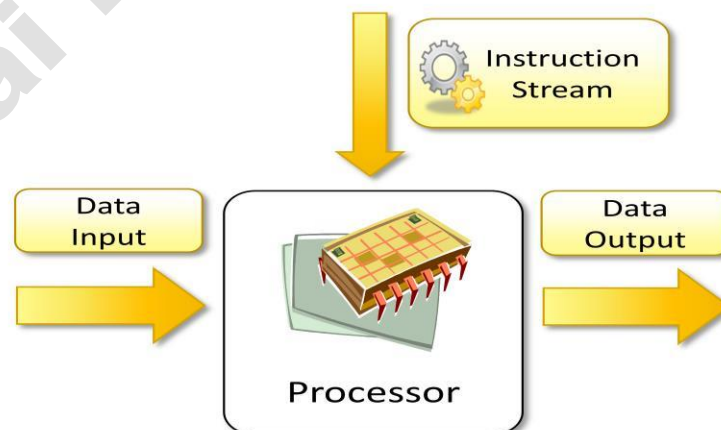 Instruction
Stream
Data
Input
Data
Output
Processor